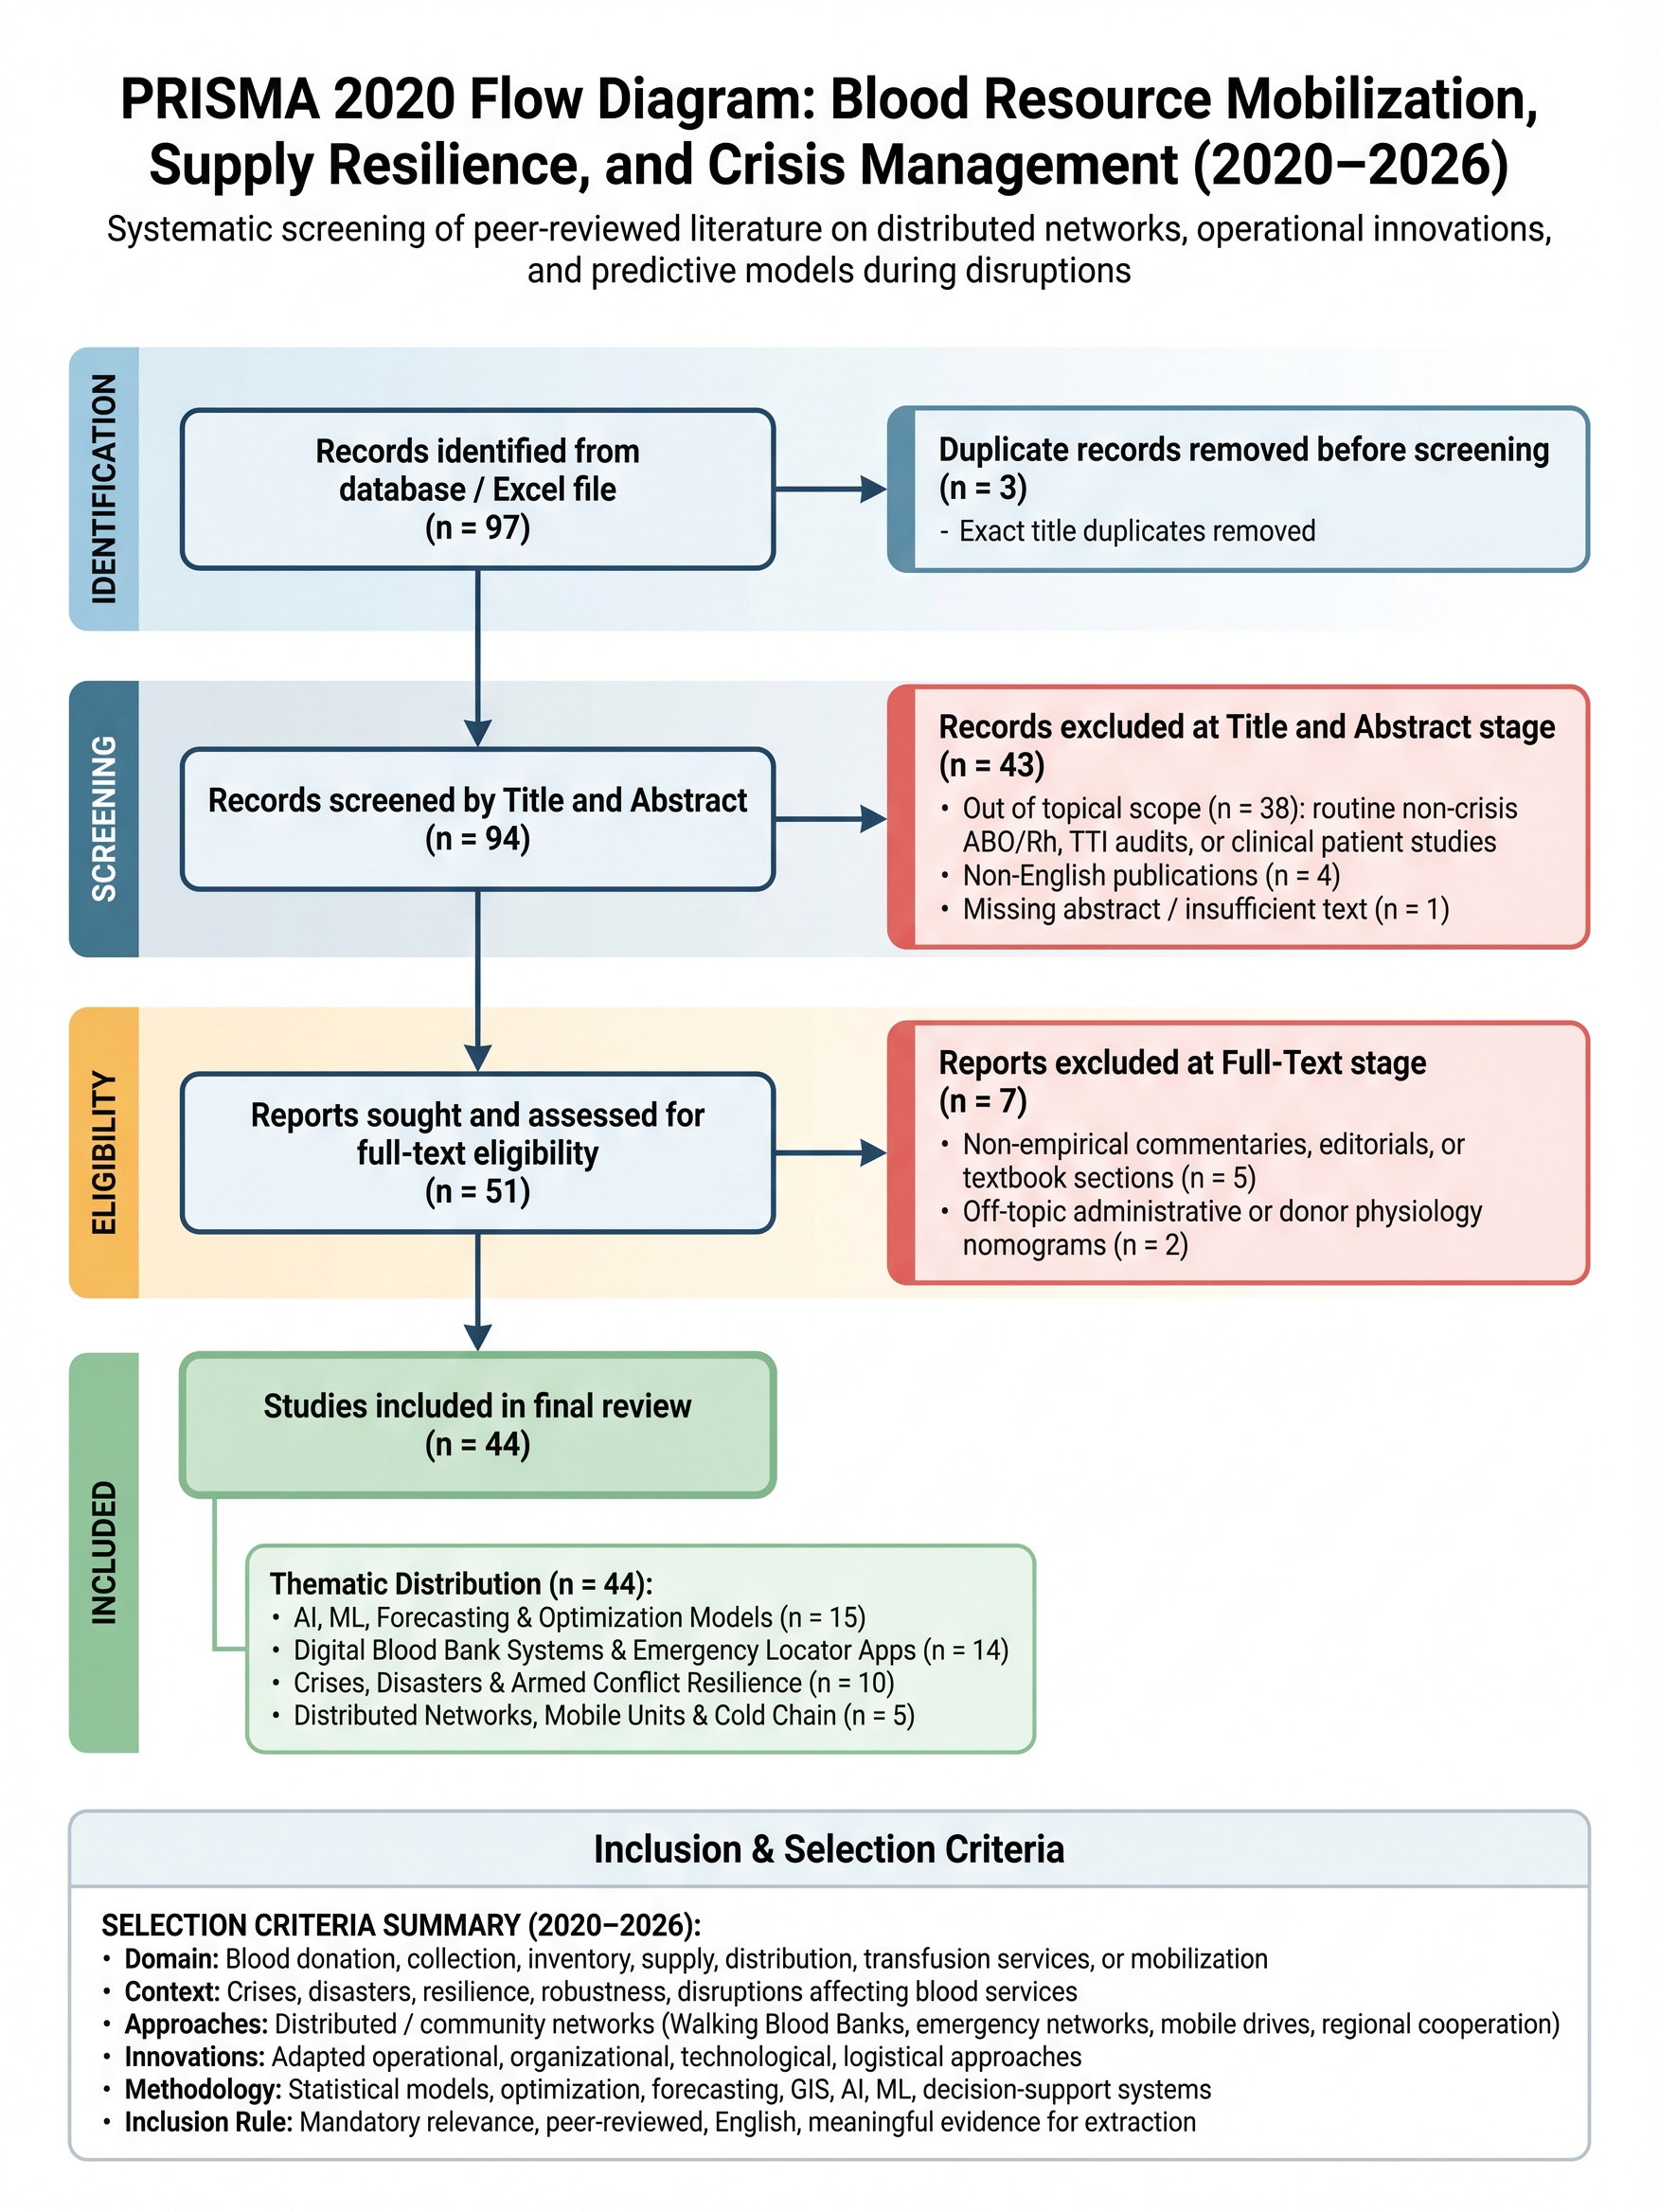 PRISMA 2020 Flow Diagram: Blood Resource Mobilization,
Supply Resilience, and Crisis Management (2020–2026)
Systematic screening of peer-reviewed literature on distributed networks, operational innovations,
and predictive models during disruptions
IDENTIFICATION
Records identified from
database / Excel file
(n = 97)
Duplicate records removed before screening
(n = 3)
- Exact title duplicates removed
SCREENING
Records screened by Title and Abstract
(n = 94)
Records excluded at Title and Abstract stage
(n = 43)
• Out of topical scope (n = 38): routine non-crisis
ABO/Rh, TTI audits, or clinical patient studies
• Non-English publications (n = 4)
• Missing abstract / insufficient text (n = 1)
ELIGIBILITY
Reports sought and assessed for
full-text eligibility
(n = 51)
Reports excluded at Full-Text stage
(n = 7)
• Non-empirical commentaries, editorials, or
textbook sections (n = 5)
• Off-topic administrative or donor physiology
nomograms (n = 2)
INCLUDED
Studies included in final review
(n = 44)
Thematic Distribution (n = 44):
• AI, ML, Forecasting & Optimization Models (n = 15)
• Digital Blood Bank Systems & Emergency Locator Apps (n = 14)
• Crises, Disasters & Armed Conflict Resilience (n = 10)
• Distributed Networks, Mobile Units & Cold Chain (n = 5)
Inclusion & Selection Criteria
SELECTION CRITERIA SUMMARY (2020–2026):
• Domain: Blood donation, collection, inventory, supply, distribution, transfusion services, or mobilization
• Context: Crises, disasters, resilience, robustness, disruptions affecting blood services
• Approaches: Distributed / community networks (Walking Blood Banks, emergency networks, mobile drives, regional cooperation)
• Innovations: Adapted operational, organizational, technological, logistical approaches
• Methodology: Statistical models, optimization, forecasting, GIS, AI, ML, decision-support systems
• Inclusion Rule: Mandatory relevance, peer-reviewed, English, meaningful evidence for extraction